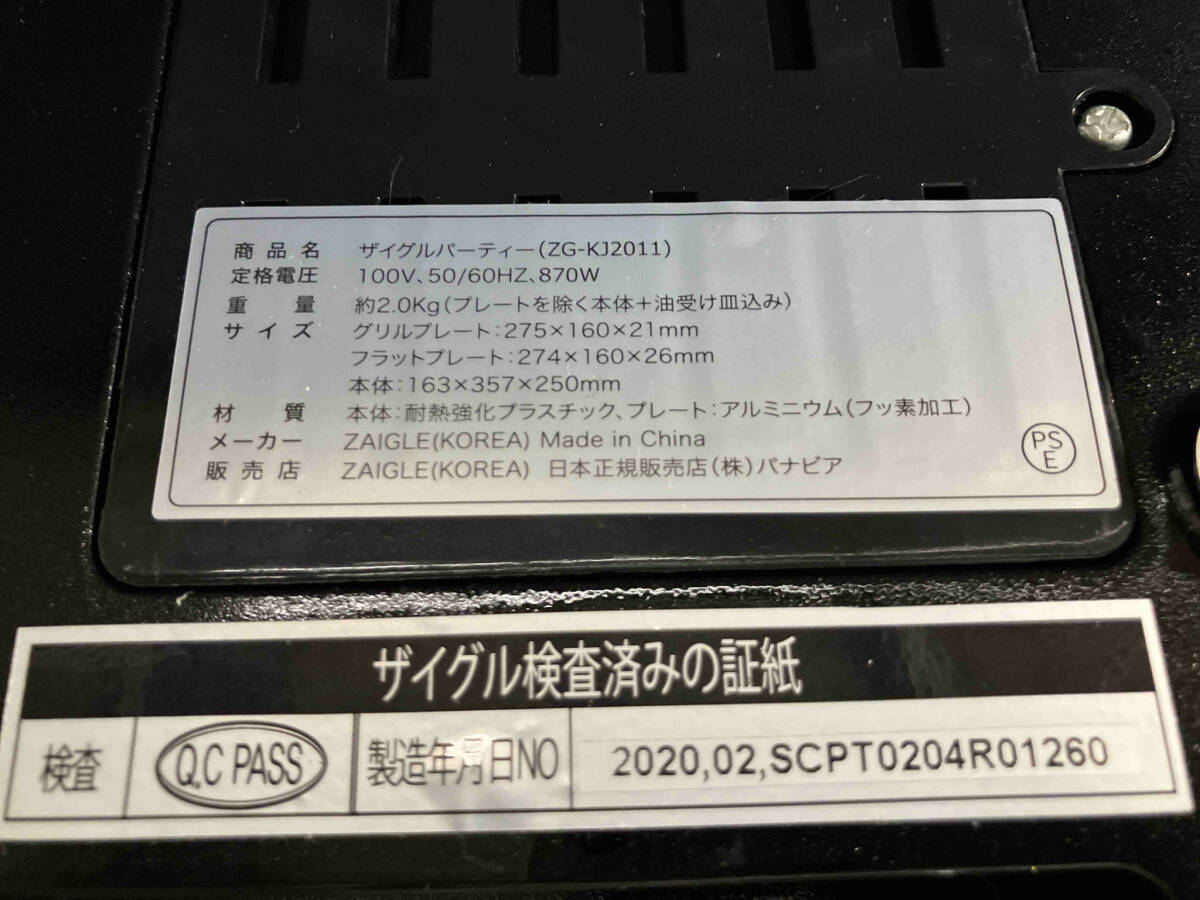 商品名 ザイグルパーティー(ZG-KJ2011)
定格電圧 100V、50/60HZ、870W
重量 約2.0Kg(プレートを除く本体+油受け皿込み)
サイズ グリルプレート:275×160×21mm
フラットプレート:274×160×26mm
本体:163×357×250mm
材質 本体:耐熱強化プラスチック、プレート:アルミニウム(フッ素加工)
メーカー ZAIGLE(KOREA) Made in China
販売店 ZAIGLE(KOREA) 日本正規販売店(株)パナビア
PS
E
ザイグル検査済みの証紙
検査 Q,C PASS 製造年月日NO 2020,02,SCPT0204R01260